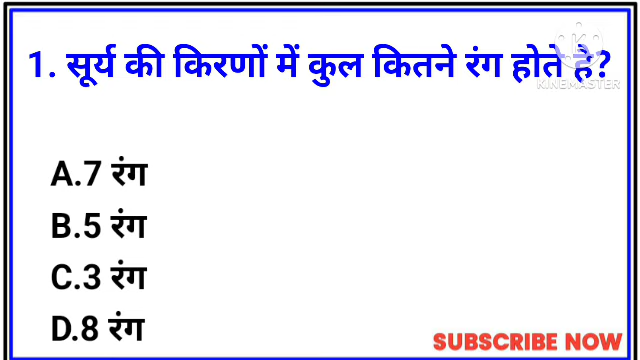 1. सूर्य की किरणों में कुल कितने रंग होते है?
KINEMASTER
A.7 रंग
B.5 रंग
C.3 रंग
D.8 रंग
SUBSCRIBE NOW